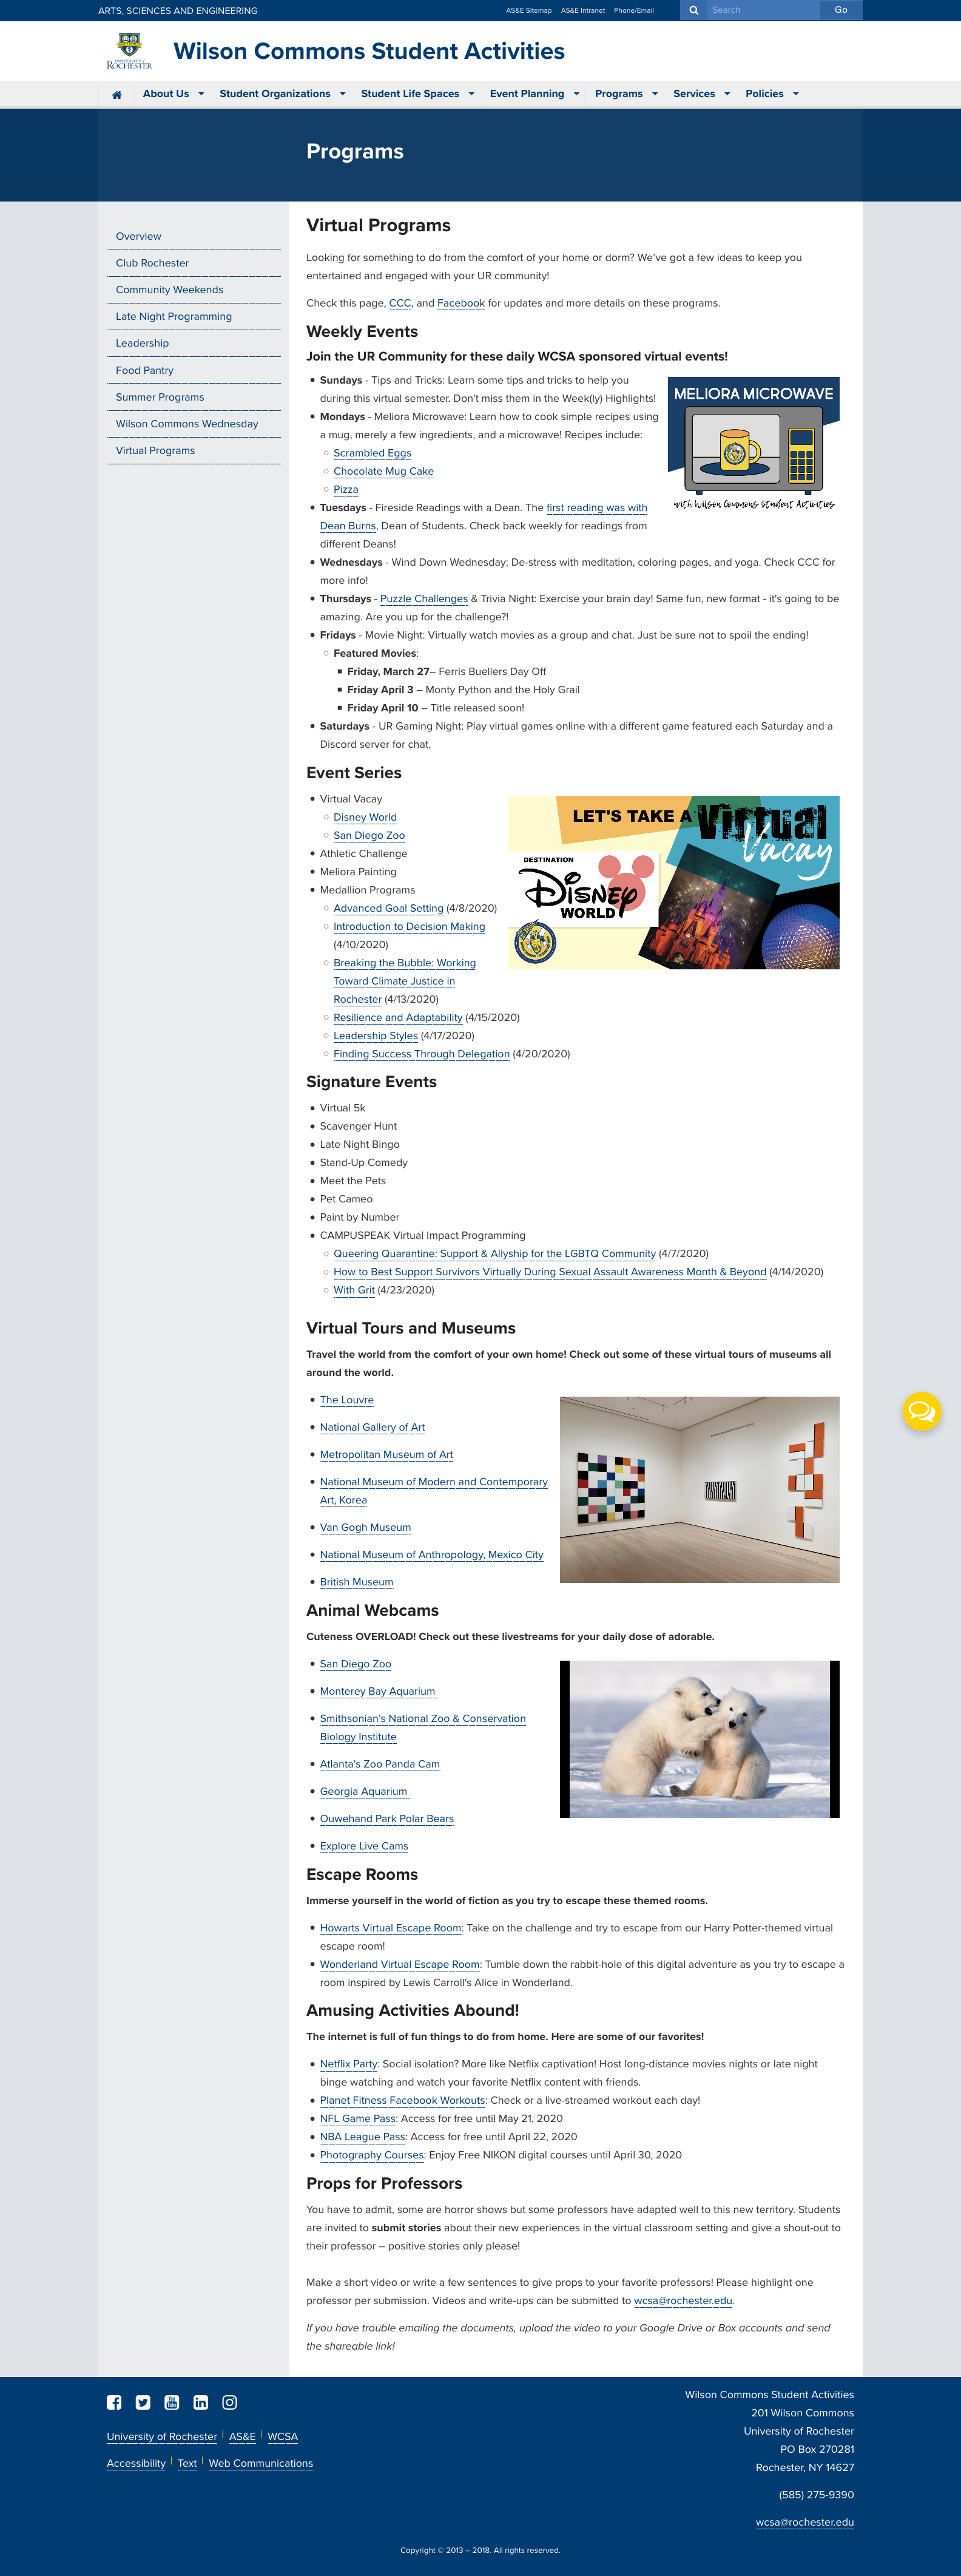 ARTS, SCIENCES AND ENGINEERING
AS&E Sitemap AS&E Intranet Phone/Email Search Go
UNIVERSITY of ROCHESTER
Wilson Commons Student Activities
About Us Student Organizations Student Life Spaces Event Planning Programs Services Policies
Programs
Overview
Club Rochester
Community Weekends
Late Night Programming
Leadership
Food Pantry
Summer Programs
Wilson Commons Wednesday
Virtual Programs
Virtual Programs
Looking for something to do from the comfort of your home or dorm? We've got a few ideas to keep you
entertained and engaged with your UR community!
Check this page, CCC, and Facebook for updates and more details on these programs.
Weekly Events
Join the UR Community for these daily WCSA sponsored virtual events!
Sundays - Tips and Tricks: Learn some tips and tricks to help you
during this virtual semester. Don't miss them in the Week(ly) Highlights!
Mondays - Meliora Microwave: Learn how to cook simple recipes using
a mug, merely a few ingredients, and a microwave! Recipes include:
Scrambled Eggs
Chocolate Mug Cake
Pizza
MELIORA MICROWAVE
with Wilson Commons Student Activities
Tuesdays - Fireside Readings with a Dean. The first reading was with
Dean Burns, Dean of Students. Check back weekly for readings from
different Deans!
Wednesdays - Wind Down Wednesday: De-stress with meditation, coloring pages, and yoga. Check CCC for
more info!
Thursdays - Puzzle Challenges & Trivia Night: Exercise your brain day! Same fun, new format - it's going to be
amazing. Are you up for the challenge?!
Fridays - Movie Night: Virtually watch movies as a group and chat. Just be sure not to spoil the ending!
Featured Movies:
Friday, March 27– Ferris Buellers Day Off
Friday April 3 – Monty Python and the Holy Grail
Friday April 10 – Title released soon!
Saturdays - UR Gaming Night: Play virtual games online with a different game featured each Saturday and a
Discord server for chat.
Event Series
Virtual Vacay
Disney World
San Diego Zoo
Athletic Challenge
Meliora Painting
Medallion Programs
Advanced Goal Setting (4/8/2020)
Introduction to Decision Making
(4/10/2020)
Breaking the Bubble: Working
Toward Climate Justice in
Rochester (4/13/2020)
Resilience and Adaptability (4/15/2020)
Leadership Styles (4/17/2020)
Finding Success Through Delegation (4/20/2020)
LET'S TAKE A Virtual
Vacay
DESTINATION
Disney
WORLD
Signature Events
Virtual 5k
Scavenger Hunt
Late Night Bingo
Stand-Up Comedy
Meet the Pets
Pet Cameo
Paint by Number
CAMPUSPEAK Virtual Impact Programming
Queering Quarantine: Support & Allyship for the LGBTQ Community (4/7/2020)
How to Best Support Survivors Virtually During Sexual Assault Awareness Month & Beyond (4/14/2020)
With Grit (4/23/2020)
Virtual Tours and Museums
Travel the world from the comfort of your own home! Check out some of these virtual tours of museums all
around the world.
The Louvre
National Gallery of Art
Metropolitan Museum of Art
National Museum of Modern and Contemporary
Art, Korea
Van Gogh Museum
National Museum of Anthropology, Mexico City
British Museum
Animal Webcams
Cuteness OVERLOAD! Check out these livestreams for your daily dose of adorable.
San Diego Zoo
Monterey Bay Aquarium
Smithsonian's National Zoo & Conservation
Biology Institute
Atlanta's Zoo Panda Cam
Georgia Aquarium
Ouwehand Park Polar Bears
Explore Live Cams
Escape Rooms
Immerse yourself in the world of fiction as you try to escape these themed rooms.
Howarts Virtual Escape Room: Take on the challenge and try to escape from our Harry Potter-themed virtual
escape room!
Wonderland Virtual Escape Room: Tumble down the rabbit-hole of this digital adventure as you try to escape a
room inspired by Lewis Carroll's Alice in Wonderland.
Amusing Activities Abound!
The internet is full of fun things to do from home. Here are some of our favorites!
Netflix Party: Social isolation? More like Netflix captivation! Host long-distance movies nights or late night
binge watching and watch your favorite Netflix content with friends.
Planet Fitness Facebook Workouts: Check or a live-streamed workout each day!
NFL Game Pass: Access for free until May 21, 2020
NBA League Pass: Access for free until April 22, 2020
Photography Courses: Enjoy Free NIKON digital courses until April 30, 2020
Props for Professors
You have to admit, some are horror shows but some professors have adapted well to this new territory. Students
are invited to submit stories about their new experiences in the virtual classroom setting and give a shout-out to
their professor – positive stories only please!
Make a short video or write a few sentences to give props to your favorite professors! Please highlight one
professor per submission. Videos and write-ups can be submitted to wcsa@rochester.edu.
If you have trouble emailing the documents, upload the video to your Google Drive or Box accounts and send
the shareable link!
University of Rochester | AS&E | WCSA
Accessibility | Text | Web Communications
Wilson Commons Student Activities
201 Wilson Commons
University of Rochester
PO Box 270281
Rochester, NY 14627
(585) 275-9390
wcsa@rochester.edu
Copyright © 2013 – 2018. All rights reserved.